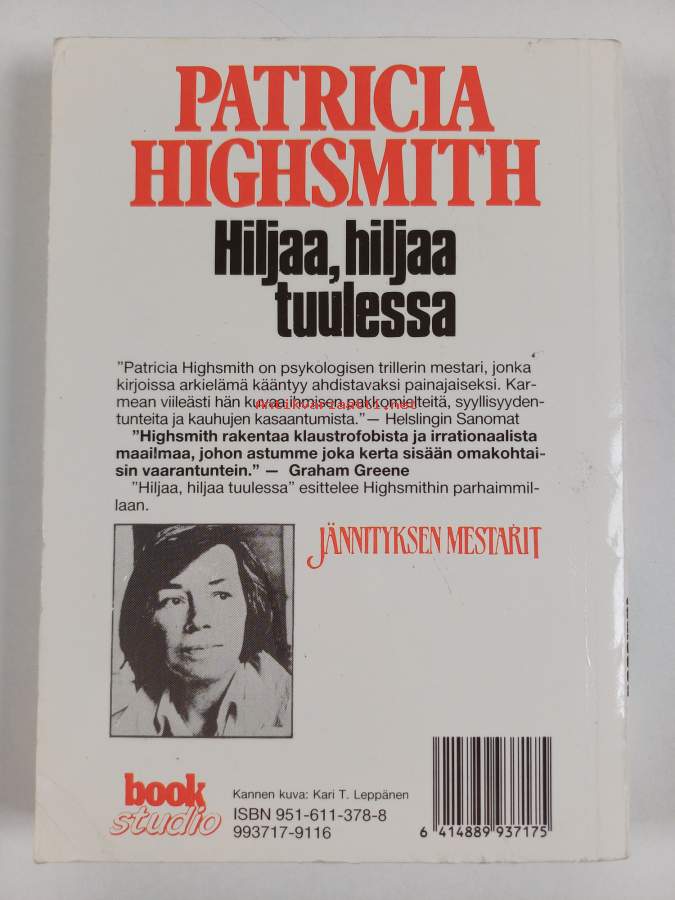 PATRICIA
HIGHSMITH
Hiljaa, hiljaa
tuulessa
”Patricia Highsmith on psykologisen trillerin mestari, jonka
kirjoissa arkielämä kääntyy ahdistavaksi painajaiseksi. Kar-
mean viileästi hän kuvaa ihmisen pakkomielteitä, syyllisyyden-
tunteita ja kauhujen kasaantumista.” — Helslingin Sanomat
”Highsmith rakentaa klaustrofobista ja irrationaalista
maailmaa, johon astumme joka kerta sisään omakohtai-
sin vaarantuntein.” — Graham Greene
”Hiljaa, hiljaa tuulessa” esittelee Highsmithin parhaimmil-
laan.
JÄNNITYKSEN MESTARIT
book
studio
Kannen kuva: Kari T. Leppänen
ISBN 951-611-378-8
993717-9116
6 414889 937175
Antikvariaatti.net